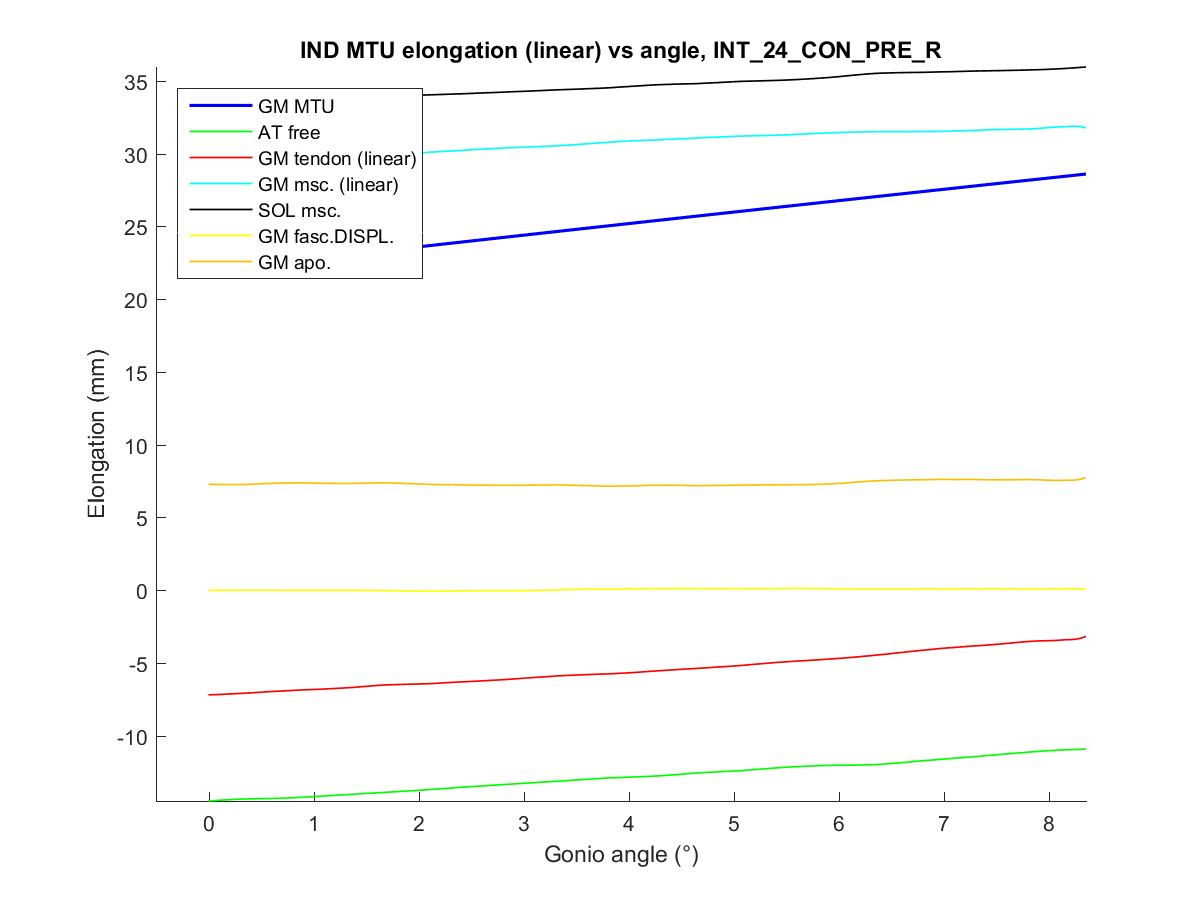 IND MTU elongation (linear) vs angle, INT_24_CON_PRE_R
35
30
25
20
15
10
5
0
-5
-10
Elongation (mm)
GM MTU
AT free
GM tendon (linear)
GM msc. (linear)
SOL msc.
GM fasc.DISPL.
GM apo.
0 1 2 3 4 5 6 7 8
Gonio angle (°)